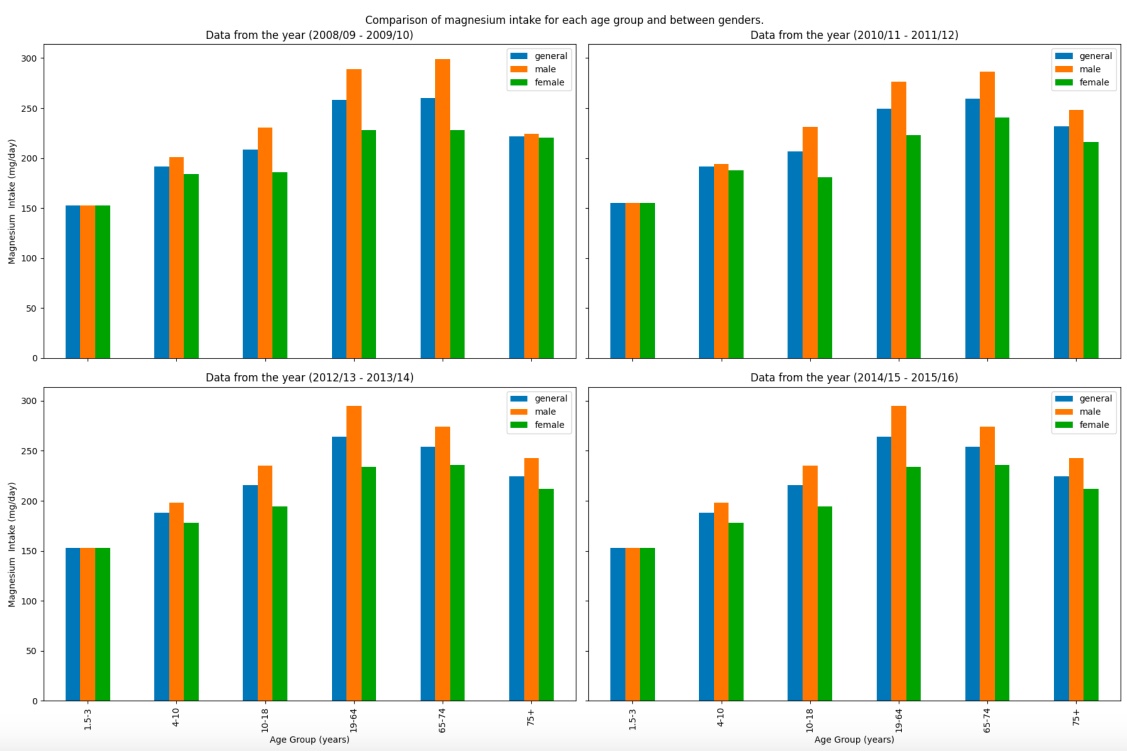 Comparison of magnesium intake for each age group and between genders.
Data from the year (2008/09 - 2009/10)
Data from the year (2010/11 - 2011/12)
300
250
200
150
100
50
0
Magnesium  Intake (mg/day)
general
male
female
general
male
female
Data from the year (2012/13 - 2013/14)
Data from the year (2014/15 - 2015/16)
300
250
200
150
100
50
0
Magnesium  Intake (mg/day)
general
male
female
general
male
female
1.5-3
4-10
10-18
19-64
65-74
75+
Age Group (years)
1.5-3
4-10
10-18
19-64
65-74
75+
Age Group (years)